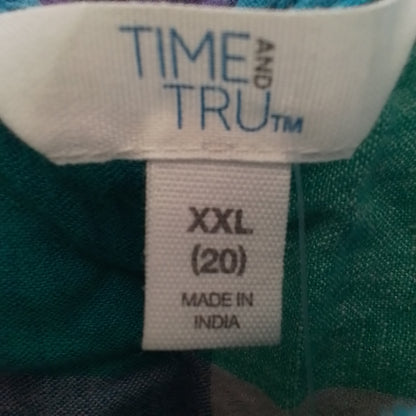 TIME AND
TRU™
XXL
(20)
MADE IN
INDIA